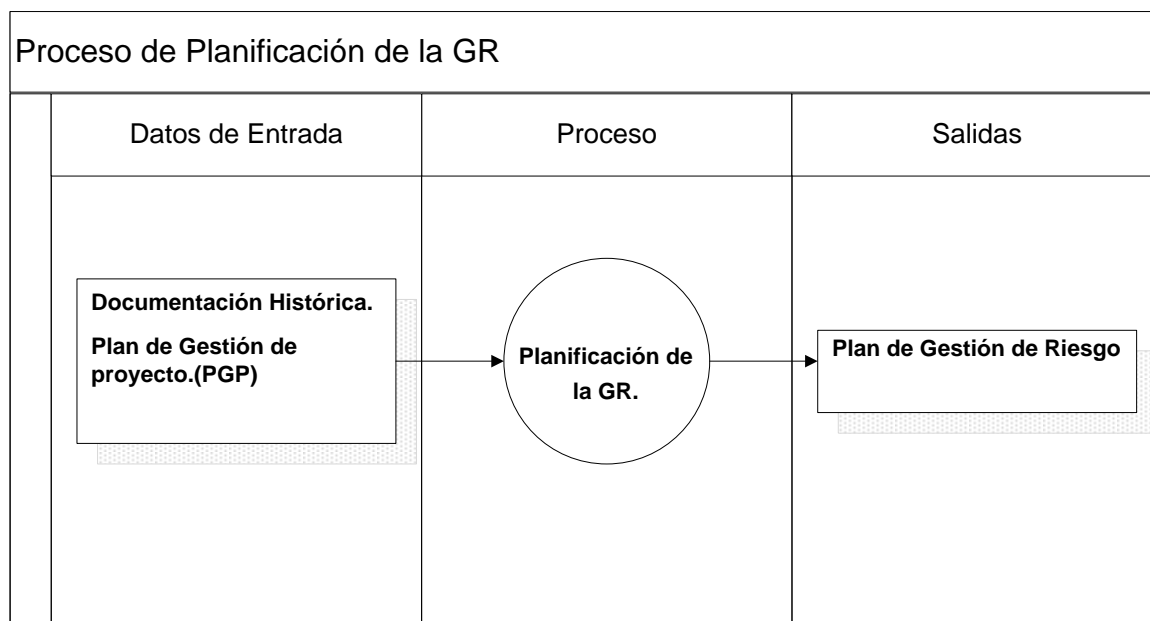 Proceso de Planificación de la GR
Datos de Entrada
Proceso
Salidas
Documentación Histórica.
Plan de Gestión de
proyecto.(PGP)
Planificación de
la GR.
Plan de Gestión de Riesgo